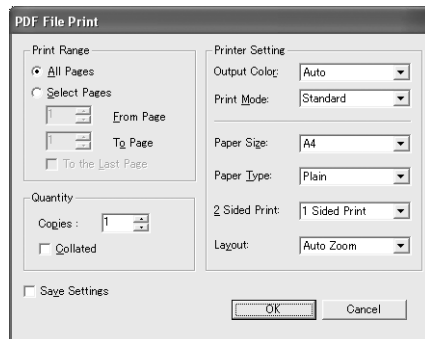 PDF File Print
Print Range
All Pages
Select Pages
1 From Page
1 To Page
To the Last Page
Quantity
Copies : 1
Collated
Save Settings
Printer Setting
Output Color: Auto
Print Mode: Standard
Paper Size: A4
Paper Type: Plain
2 Sided Print: 1 Sided Print
Layout: Auto Zoom
OK Cancel